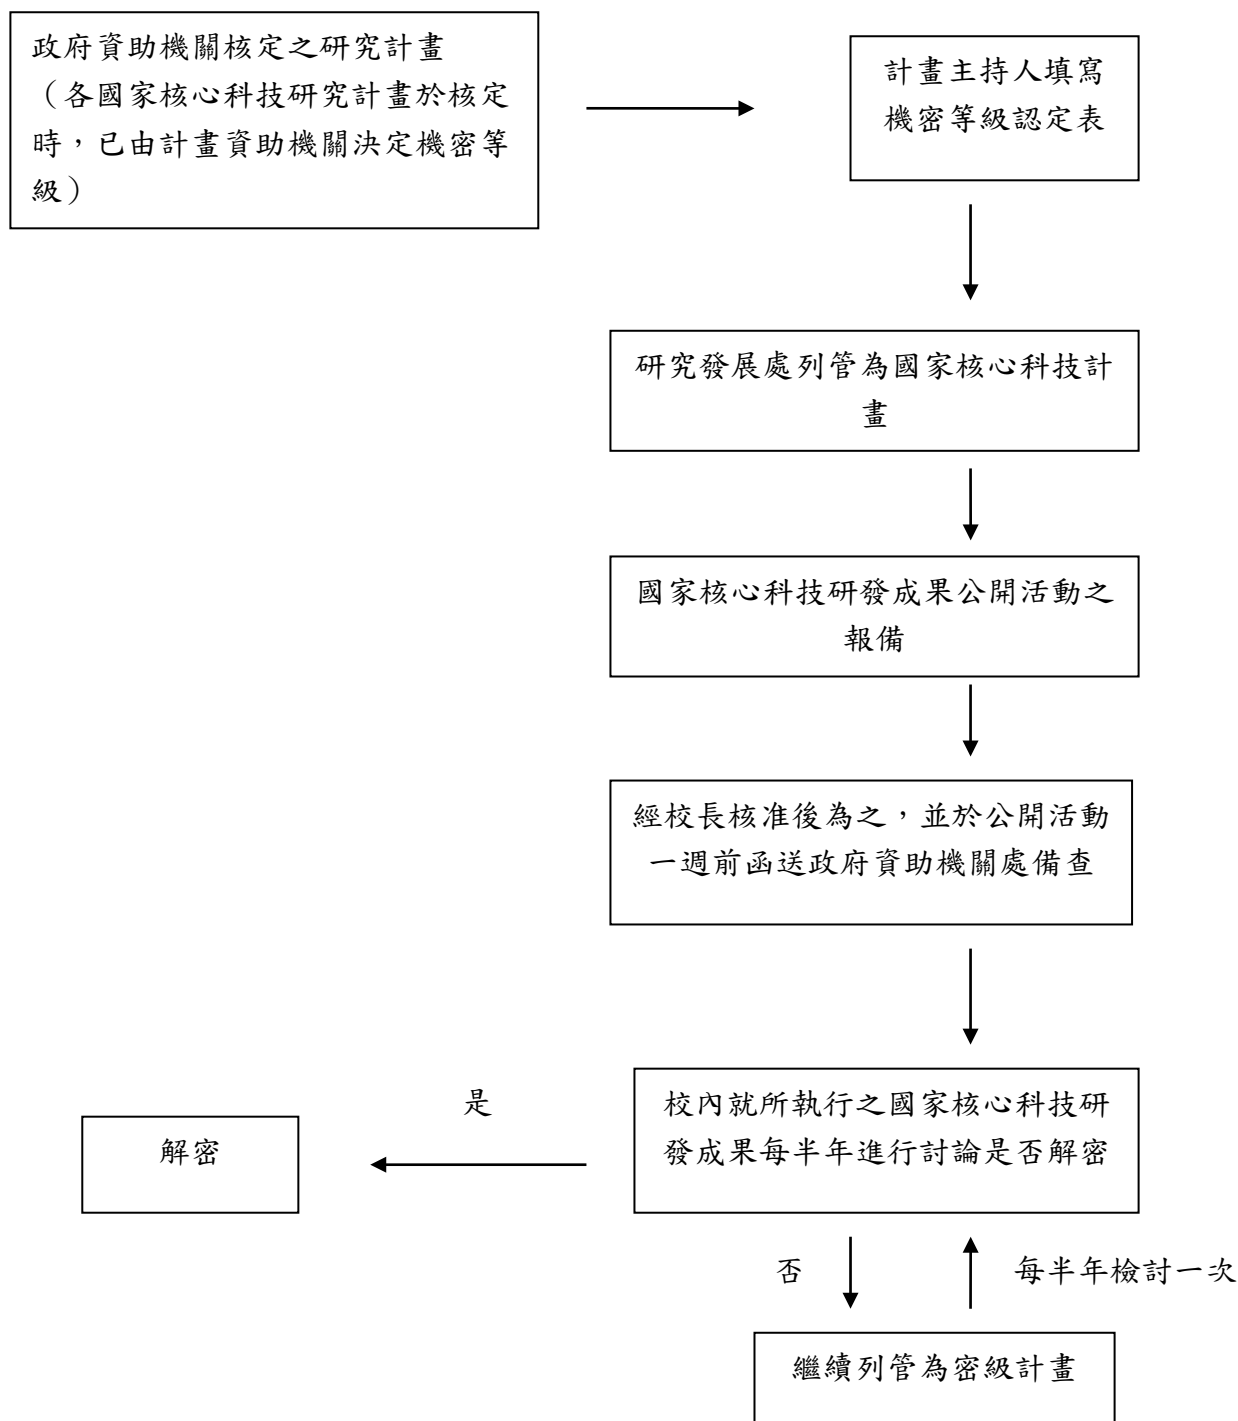 政府資助機關核定之研究計畫
（各國家核心科技研究計畫於核定
時，已由計畫資助機關決定機密等
級）
計畫主持人填寫
機密等級認定表
研究發展處列管為國家核心科技計
畫
國家核心科技研發成果公開活動之
報備
經校長核准後為之，並於公開活動
一週前函送政府資助機關處備查
校內就所執行之國家核心科技研
發成果每半年進行討論是否解密
是
解密
否
每半年檢討一次
繼續列管為密級計畫